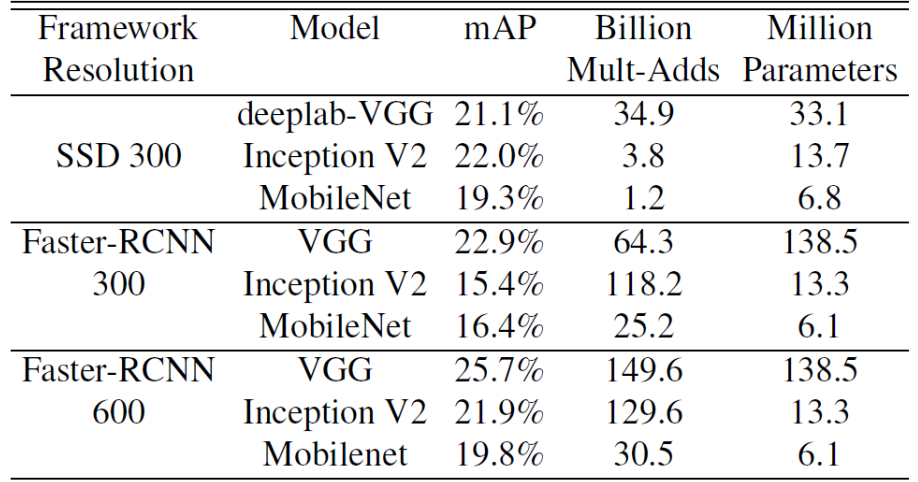 Framework Model mAP Billion Million
Resolution Mult-Adds Parameters
deeplab-VGG 21.1% 34.9 33.1
SSD 300 Inception V2 22.0% 3.8 13.7
MobileNet 19.3% 1.2 6.8
Faster-RCNN VGG 22.9% 64.3 138.5
300 Inception V2 15.4% 118.2 13.3
MobileNet 16.4% 25.2 6.1
Faster-RCNN VGG 25.7% 149.6 138.5
600 Inception V2 21.9% 129.6 13.3
Mobilenet 19.8% 30.5 6.1